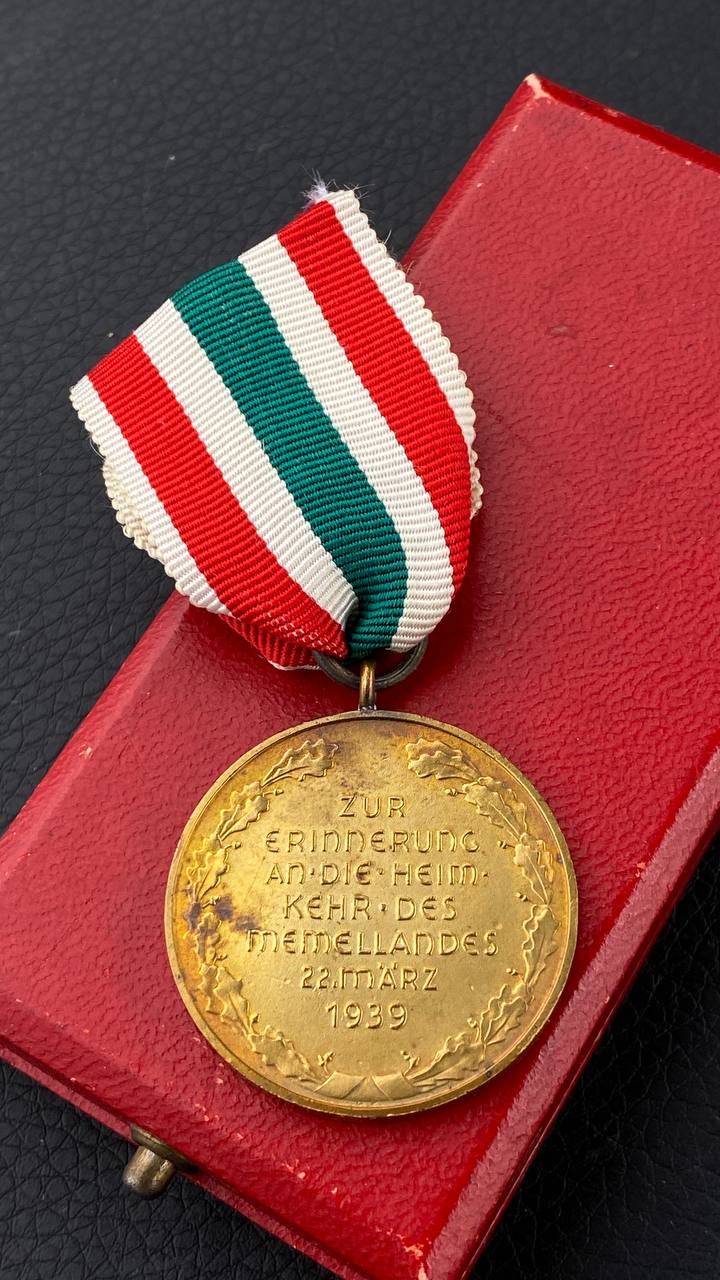 ZUR
ERINNERUNG
AN·DIE·HEIM·
KEHR·DES
MEMELLANDES
22.MÄRZ
1939